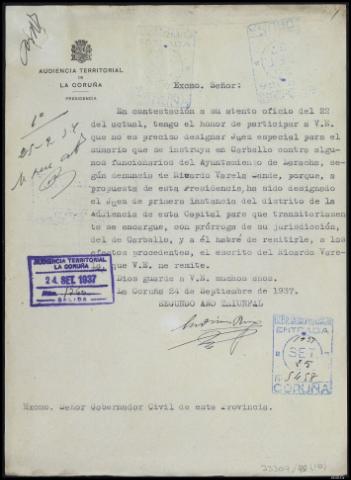 AUDIENCIA TERRITORIAL
DE
LA CORUÑA
PRESIDENCIA
Excmo. Señor:
En contestación a su atento oficio del 22
del actual, tengo el honor de participar a V.E.
que no es preciso designar Juez especial para el
sumario que se instruye en Carballo contra algu-
nos funcionarios del Ayuntamiento de Laracha, se-
gún denuncia de Ricardo Varela, porque, a
propuesta de esta Presidencia, ha sido designado
el Juez de primera instancia del distrito de la
Audiencia de esta Capital para que transitoriamen-
te se encargue, con prórroga de su jurisdicción,
del de Carballo, y a él habré de remitirle, a los
efectos procedentes, el escrito del Ricardo Vare-
que V.E. me remite.
Dios guarde a V.E. muchos años.
La Coruña 24 de Septiembre de 1937.
SEGUNDO AÑO TRIUNFAL
AUDIENCIA TERRITORIAL
LA CORUÑA
24 SET. 1937
SALIDA
ENTRADA
1937
SET
25
5458
CORUÑA
25-9-37
Excmo. Señor Gobernador Civil de esta Provincia.